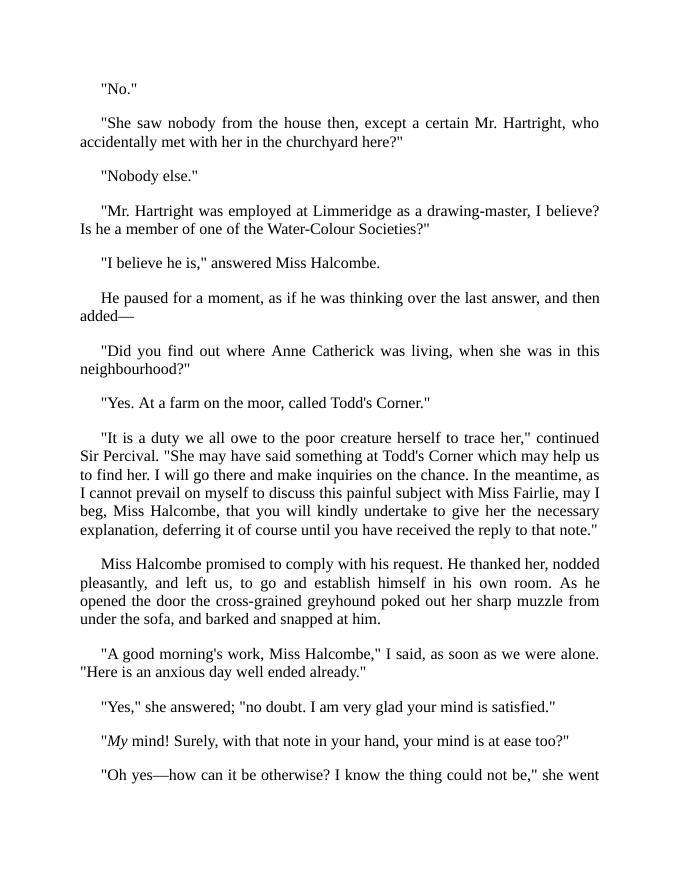 "No."
"She saw nobody from the house then, except a certain Mr. Hartright, who
accidentally met with her in the churchyard here?"
"Nobody else."
"Mr. Hartright was employed at Limmeridge as a drawing-master, I believe?
Is he a member of one of the Water-Colour Societies?"
"I believe he is," answered Miss Halcombe.
He paused for a moment, as if he was thinking over the last answer, and then
added—
"Did you find out where Anne Catherick was living, when she was in this
neighbourhood?"
"Yes. At a farm on the moor, called Todd's Corner."
"It is a duty we all owe to the poor creature herself to trace her," continued
Sir Percival. "She may have said something at Todd's Corner which may help us
to find her. I will go there and make inquiries on the chance. In the meantime, as
I cannot prevail on myself to discuss this painful subject with Miss Fairlie, may I
beg, Miss Halcombe, that you will kindly undertake to give her the necessary
explanation, deferring it of course until you have received the reply to that note."
Miss Halcombe promised to comply with his request. He thanked her, nodded
pleasantly, and left us, to go and establish himself in his own room. As he
opened the door the cross-grained greyhound poked out her sharp muzzle from
under the sofa, and barked and snapped at him.
"A good morning's work, Miss Halcombe," I said, as soon as we were alone.
"Here is an anxious day well ended already."
"Yes," she answered; "no doubt. I am very glad your mind is satisfied."
"My mind! Surely, with that note in your hand, your mind is at ease too?"
"Oh yes—how can it be otherwise? I know the thing could not be," she went